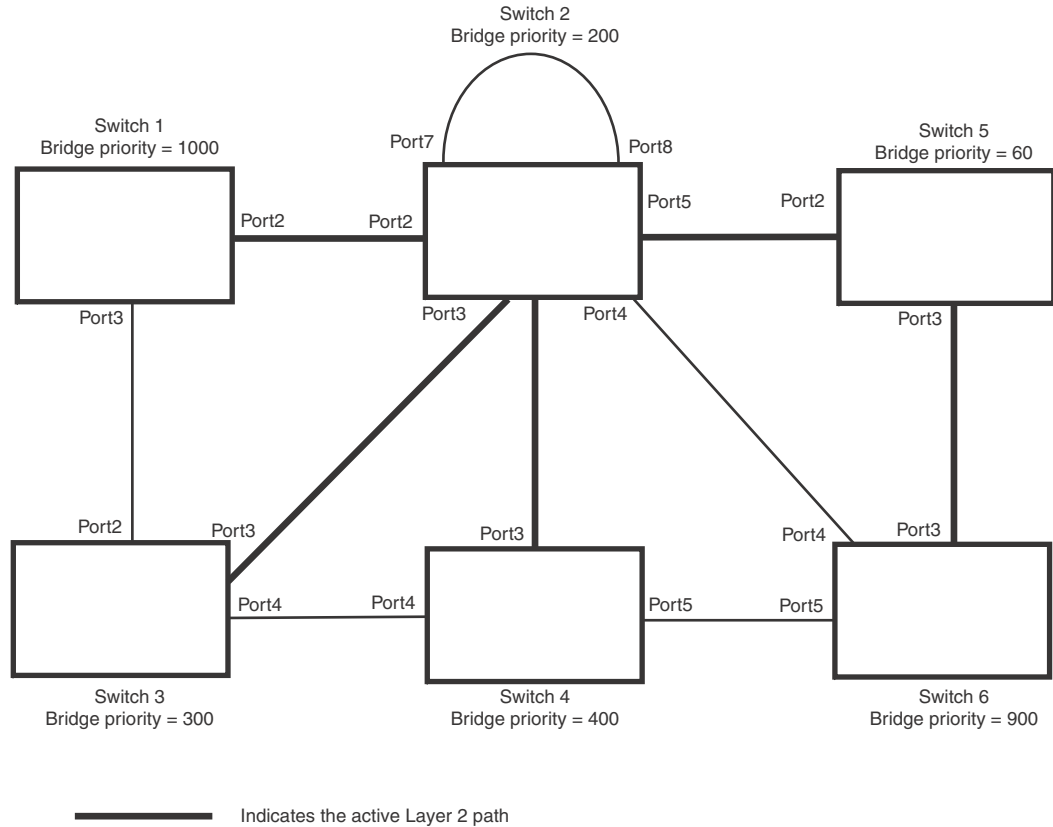 Switch 2
Bridge priority = 200
Switch 1
Bridge priority = 1000
Switch 5
Bridge priority = 60
Port7
Port8
Port2
Port2
Port5
Port2
Port3
Port3
Port4
Port3
Port2
Port3
Port3
Port4
Port3
Port4
Port4
Port5
Port5
Switch 3
Bridge priority = 300
Switch 4
Bridge priority = 400
Switch 6
Bridge priority = 900
Indicates the active Layer 2 path